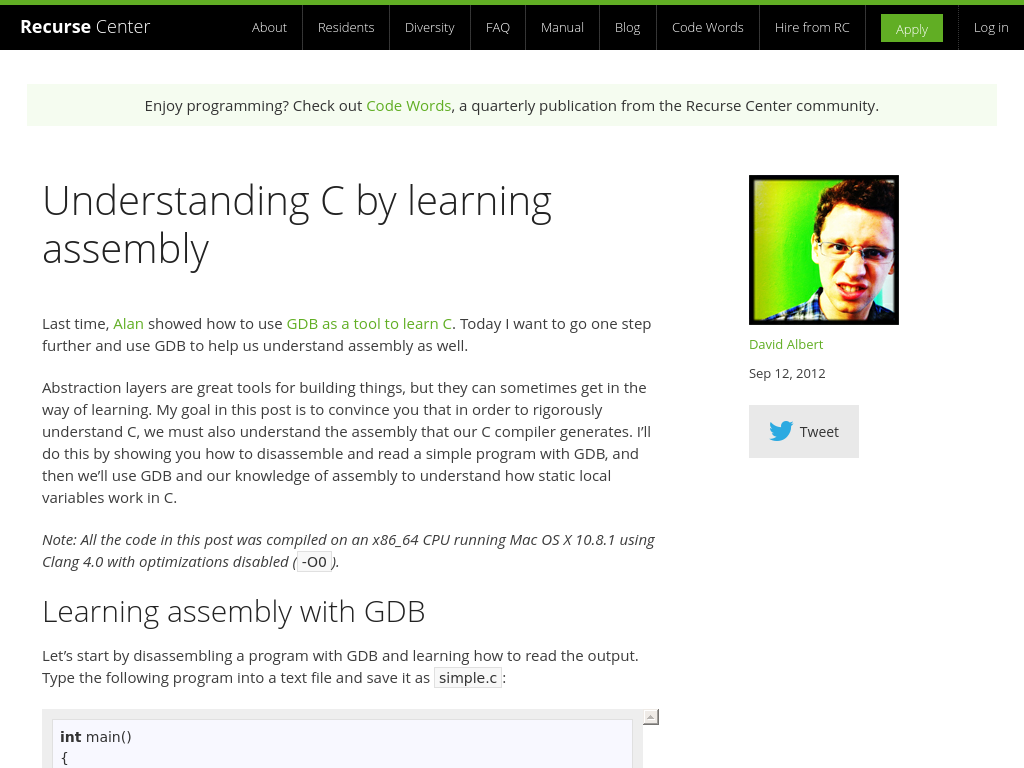 Recurse Center
About
Residents
Diversity
FAQ
Manual
Blog
Code Words
Hire from RC
Apply
Log in
Enjoy programming? Check out Code Words, a quarterly publication from the Recurse Center community.
Understanding C by learning
assembly
Last time, Alan showed how to use GDB as a tool to learn C. Today I want to go one step
further and use GDB to help us understand assembly as well.
Abstraction layers are great tools for building things, but they can sometimes get in the
way of learning. My goal in this post is to convince you that in order to rigorously
understand C, we must also understand the assembly that our C compiler generates. I’ll
do this by showing you how to disassemble and read a simple program with GDB, and
then we’ll use GDB and our knowledge of assembly to understand how static local
variables work in C.
Note: All the code in this post was compiled on an x86_64 CPU running Mac OS X 10.8.1 using
Clang 4.0 with optimizations disabled (-O0).
Learning assembly with GDB
Let’s start by disassembling a program with GDB and learning how to read the output.
Type the following program into a text file and save it as simple.c:
int main()
{
David Albert
Sep 12, 2012
Tweet